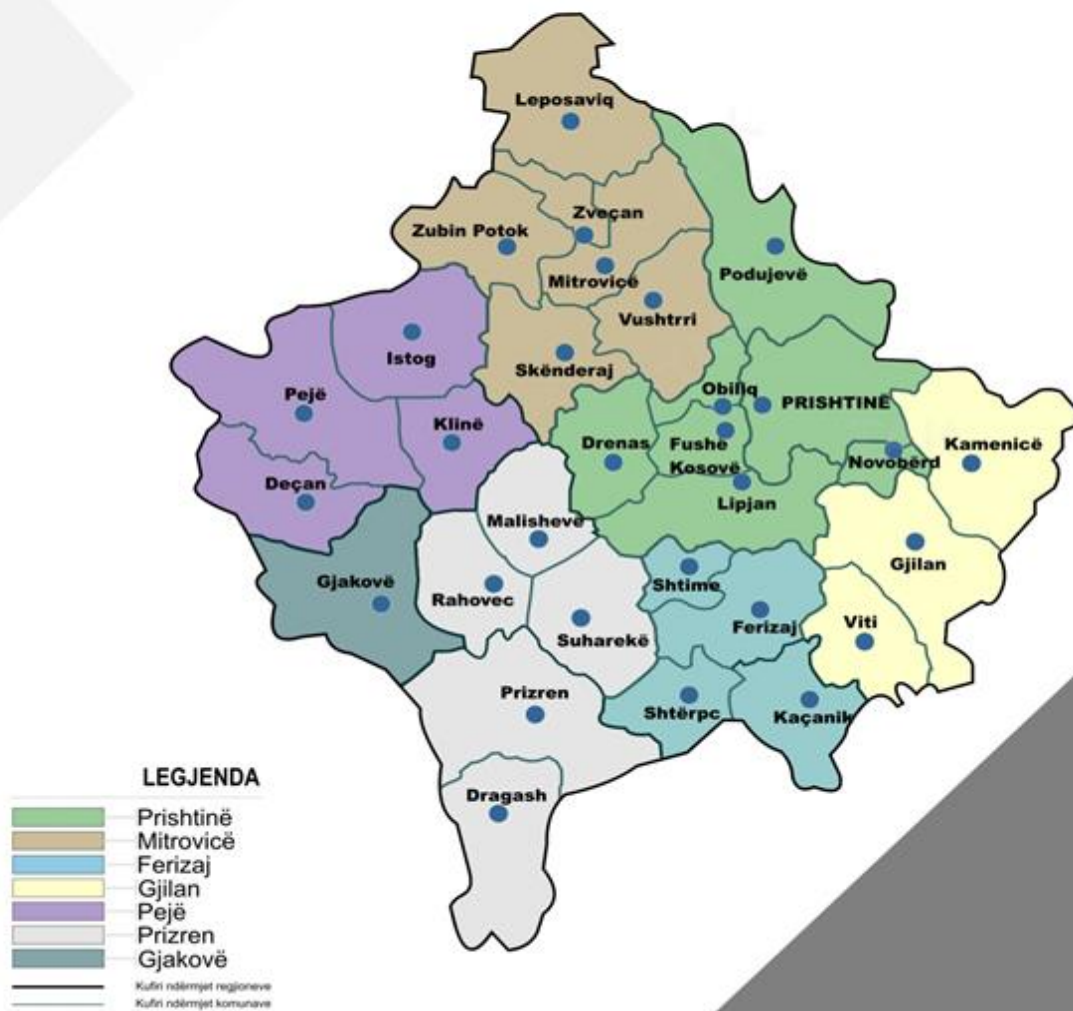 Leposaviq
Zveçan
Zubin Potok
Mitrovicë
Podujevë
Vushtrri
Istog
Skënderaj
Pejë
Obiliq
PRISHTINË
Klinë
Drenas
Fushë
Kosovë
Kamenicë
Novobërd
Deçan
Lipjan
Malishevë
Gjilan
Gjakovë
Shtime
Rahovec
Suharekë
Ferizaj
Viti
Prizren
Shtërpc
Kaçanik
Dragash
LEGJENDA
Prishtinë
Mitrovicë
Ferizaj
Gjilan
Pejë
Prizren
Gjakovë
Kufiri ndërmjet regjioneve
Kufiri ndërmjet komunave